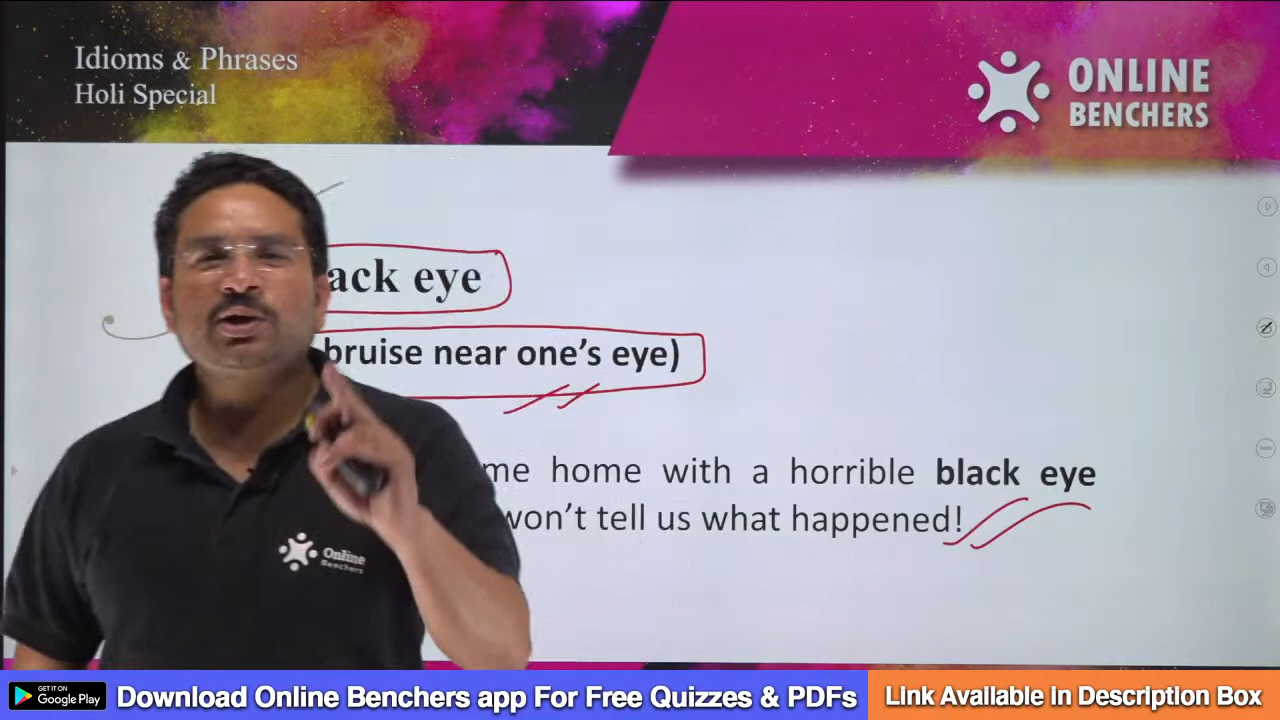 Idioms & Phrases
Holi Special
ONLINE
BENCHERS
ack eye
bruise near one's eye)
me home with a horrible black eye
won't tell us what happened!
Online
Benchers
GET IT ON
Google Play
Download Online Benchers app For Free Quizzes & PDFs
Link Available In Description Box